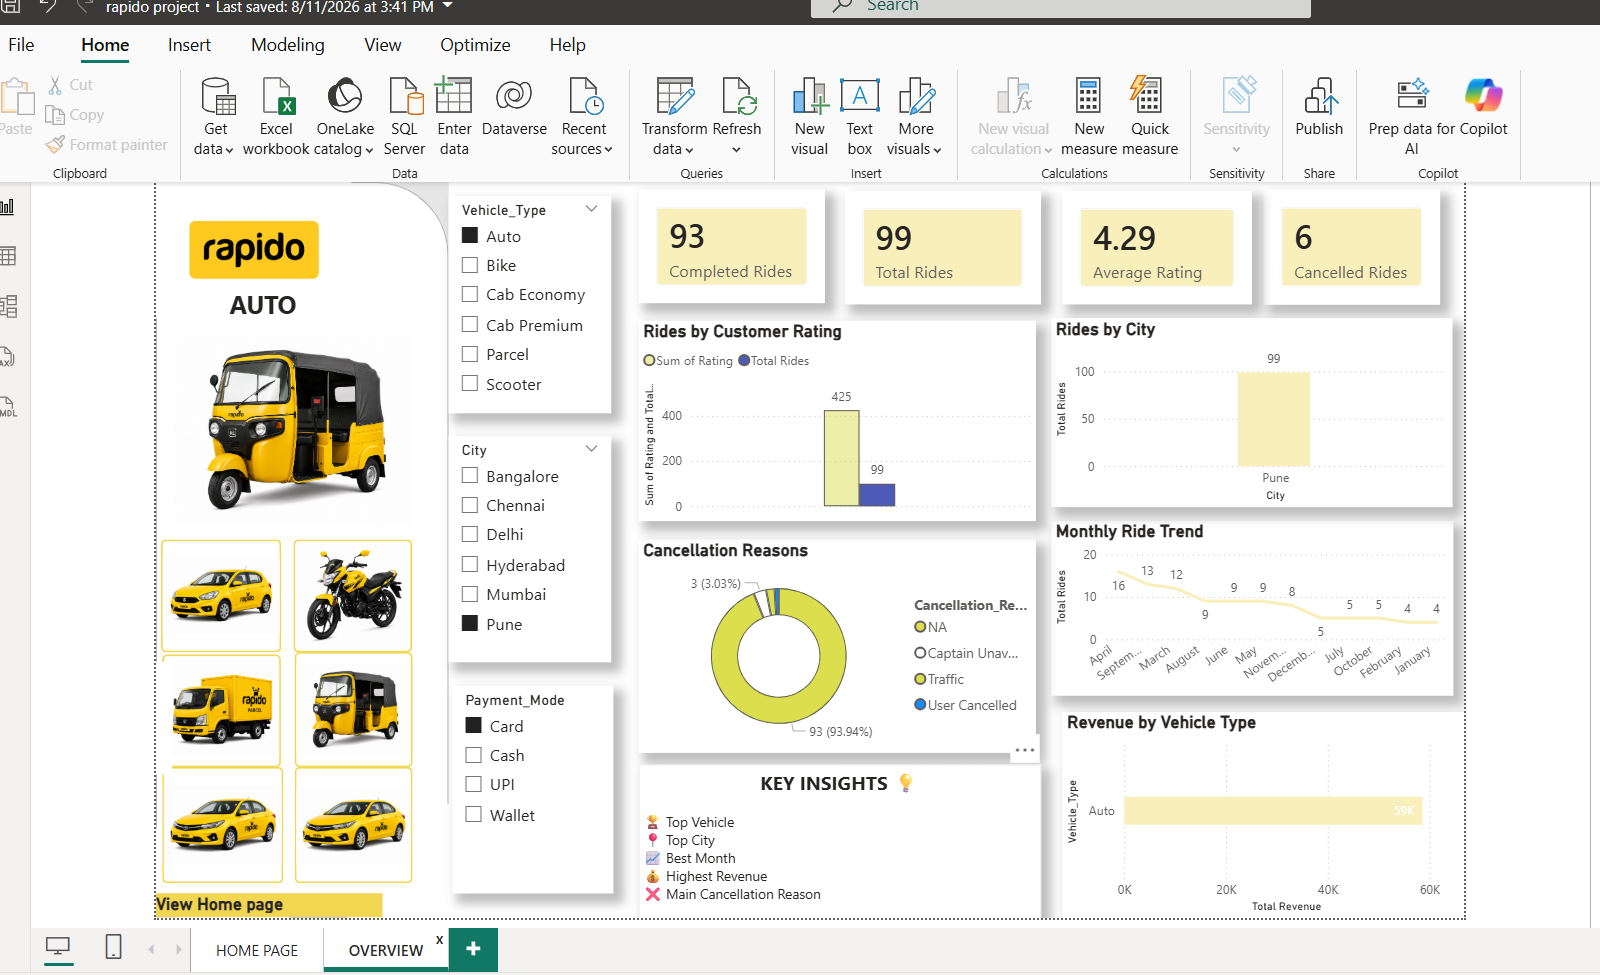 rapido project • Last saved: 8/11/2026 at 3:41 PM
Search
File Home Insert Modeling View Optimize Help
Paste
Cut
Copy
Format painter
Clipboard
Get data
Excel workbook
OneLake catalog
SQL Server
Enter data
Dataverse
Recent sources
Data
Transform data
Refresh
Queries
New visual
Text box
More visuals
Insert
New visual calculation
New measure
Quick measure
Calculations
Sensitivity
Sensitivity
Publish
Share
Prep data for AI
Copilot
Copilot
rapido
AUTO
View Home page
Vehicle_Type
Auto
Bike
Cab Economy
Cab Premium
Parcel
Scooter
City
Bangalore
Chennai
Delhi
Hyderabad
Mumbai
Pune
Payment_Mode
Card
Cash
UPI
Wallet
93
Completed Rides
99
Total Rides
4.29
Average Rating
6
Cancelled Rides
Rides by Customer Rating
Sum of Rating Total Rides
Sum of Rating and Total...
400
200
0
425
99
Rides by City
Total Rides
100
50
0
99
Pune
City
Cancellation Reasons
3 (3.03%)
93 (93.94%)
Cancellation_Re...
NA
Captain Unav...
Traffic
User Cancelled
Monthly Ride Trend
Total Rides
20
10
0
16 13 12 9 9 9 8 5 5 5 4 4
April Septem... March August June May Novem... Decemb... July October February January
KEY INSIGHTS 💡
🏆 Top Vehicle
📍 Top City
📈 Best Month
💰 Highest Revenue
❌ Main Cancellation Reason
Revenue by Vehicle Type
Vehicle_Type
Auto
59K
0K 20K 40K 60K
Total Revenue
HOME PAGE
OVERVIEW
x
+